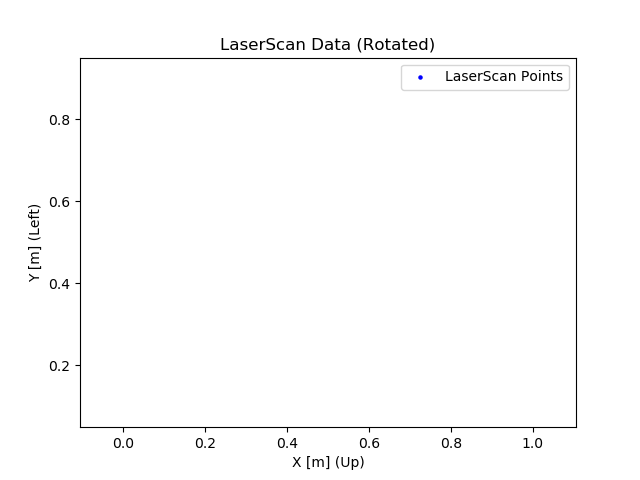 LaserScan Data (Rotated)
LaserScan Points
0.8
0.6
0.4
0.2
Y [m] (Left)
0.0 0.2 0.4 0.6 0.8 1.0
X [m] (Up)